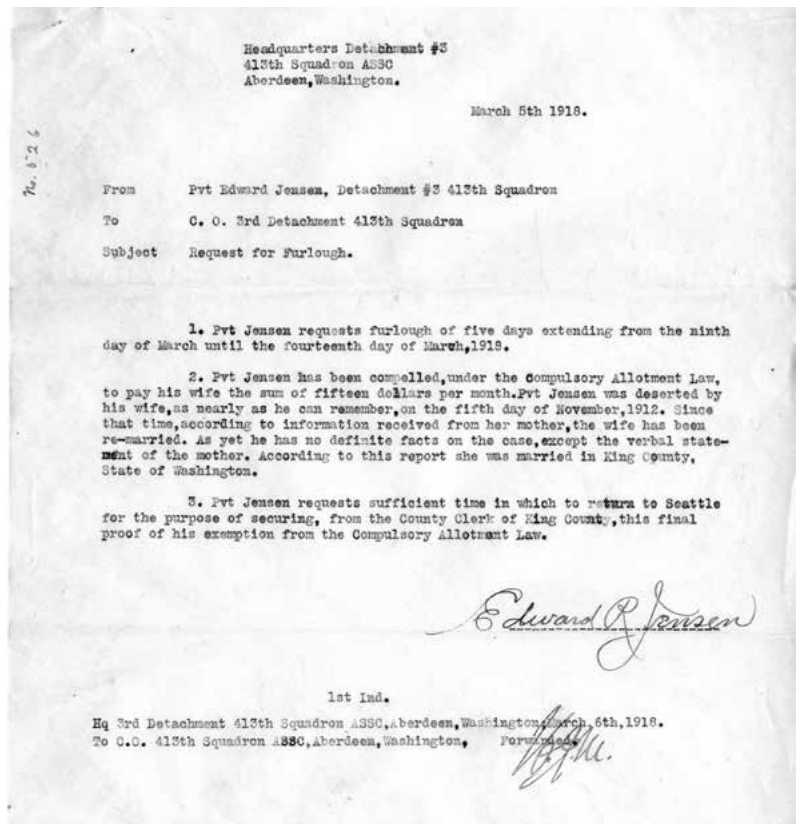 Headquarters Detachment #3
413th Squadron ASSC
Aberdeen,Washington.
March 5th 1918.
No. 526
From Pvt Edward Jensen, Detachment #3 413th Squadron
To C. O. 3rd Detachment 413th Squadron
Subject Request for Furlough.
1. Pvt Jensen requests furlough of five days extending from the ninth
day of March until the fourteenth day of March,1918.
2. Pvt Jensen has been compelled,under the Compulsory Allotment Law,
to pay his wife the sum of fifteen dollars per month.Pvt Jensen was deserted by
his wife,as nearly as he can remember,on the fifth day of November,1912. Since
that time,according to information received from her mother,the wife has been
re-married. As yet he has no definite facts on the case,except the verbal state-
ment of the mother. According to this report she was married in King County,
State of Washington.
3. Pvt Jensen requests sufficient time in which to return to Seattle
for the purpose of securing, from the County Clerk of King County,this final
proof of his exemption from the Compulsory Allotment Law.
Edward R Jensen
1st Ind.
Hq 3rd Detachment 413th Squadron ASSC,Aberdeen,Washington,March,6th,1918.
To C.O. 413th Squadron ASSC,Aberdeen,Washington, Forwarded.